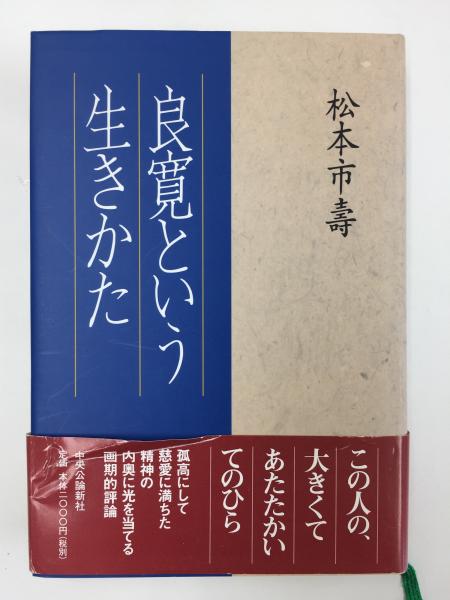 松本市壽
良寛という
生きかた
この人の、
大きくて
あたたかい
てのひら
孤高にして
慈愛に満ちた
精神の
内奥に光を当てる
画期的評論
中央公論新社
定価 本体二〇〇〇円(税別)